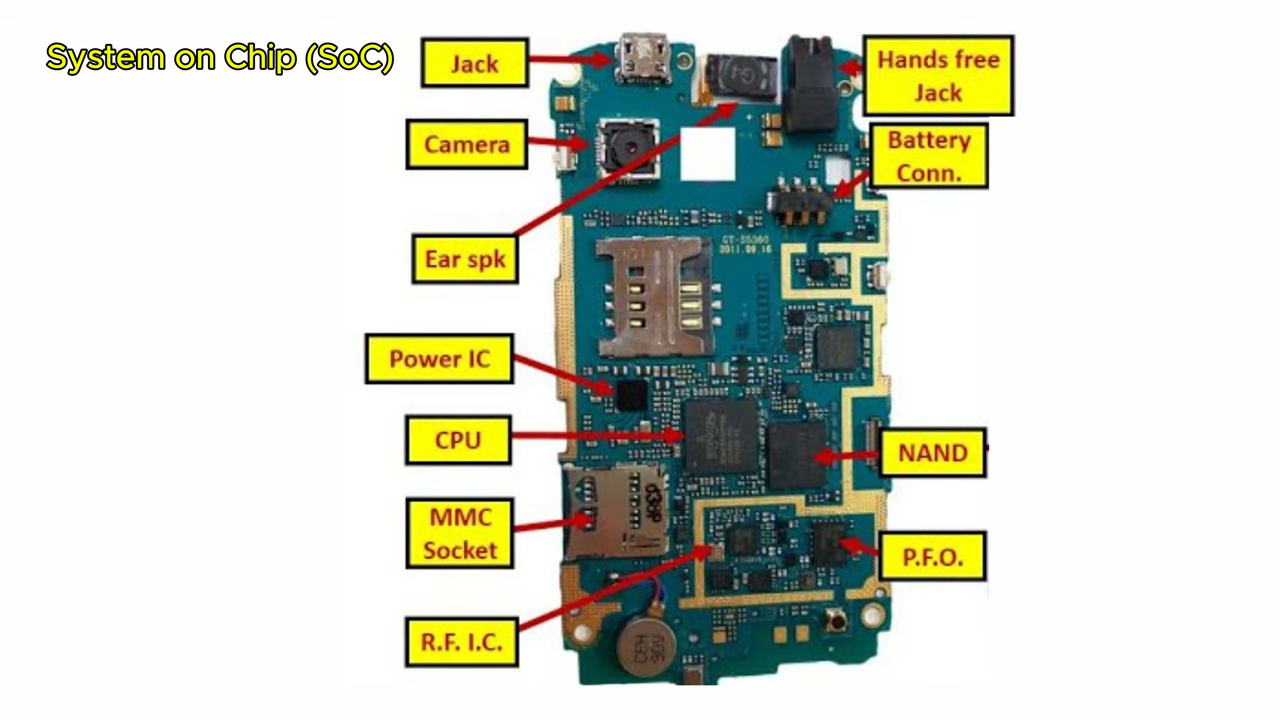 System on Chip (SoC)
Jack
Hands free
Jack
Camera
Battery
Conn.
Ear spk
GT-S5360
2011.09.16
Power IC
CPU
NAND
MMC
Socket
P.F.O.
R.F. I.C.